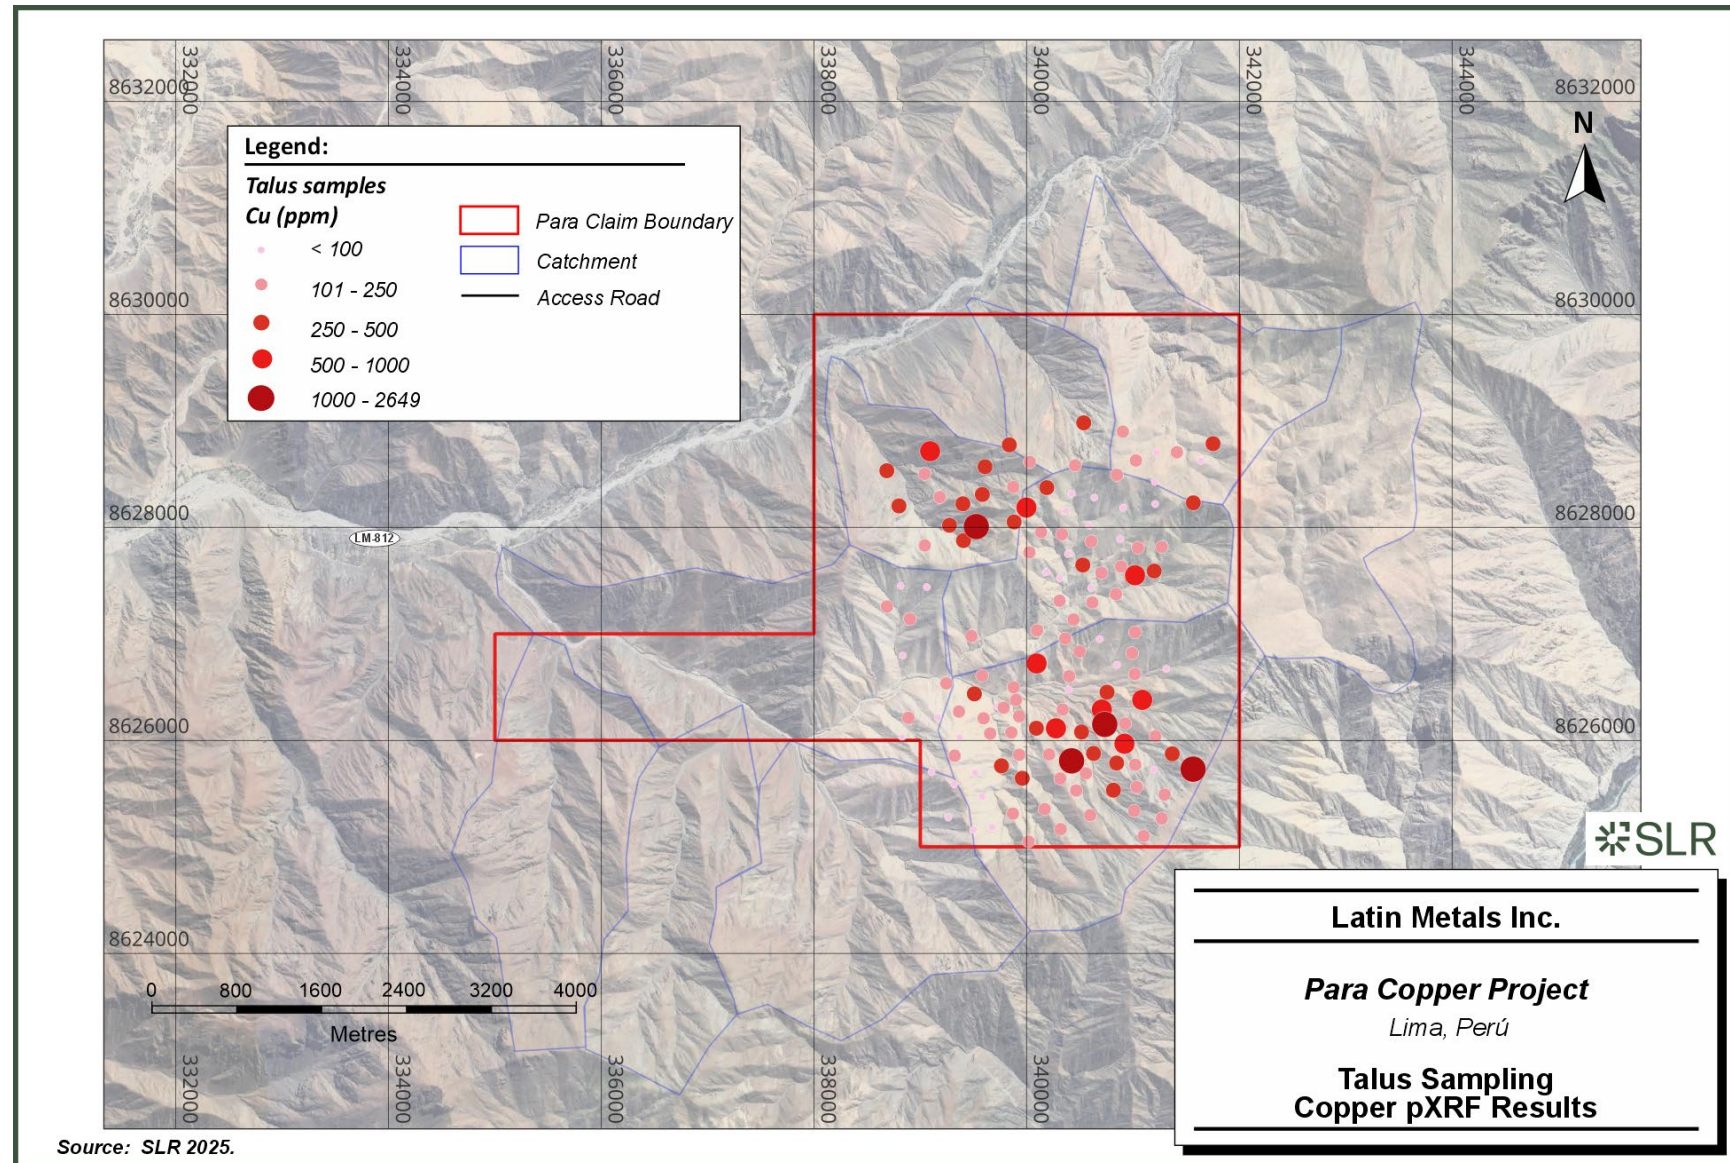 332000
334000
336000
338000
340000
342000
344000
8632000
8632000
N
Legend:
Talus samples
Cu (ppm)
< 100
101 - 250
250 - 500
500 - 1000
1000 - 2649
Para Claim Boundary
Catchment
Access Road
8630000
8630000
8628000
8628000
LM-812
8626000
8626000
SLR
8624000
0 800 1600 2400 3200 4000
Metres
332000
334000
336000
338000
340000
Latin Metals Inc.
Para Copper Project
Lima, Perú
Talus Sampling
Copper pXRF Results
Source: SLR 2025.